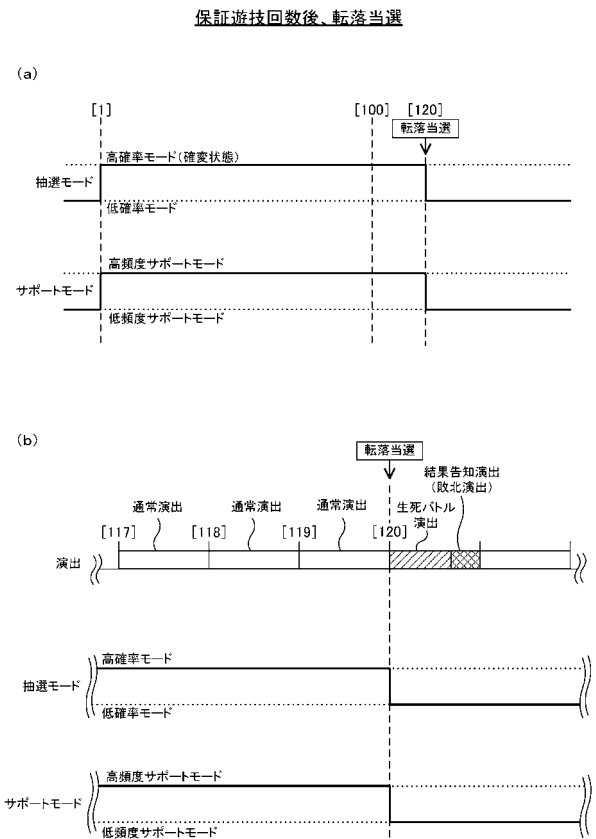 保証遊技回数後、転落当選
(a)
[1]
[100]
[120]
転落当選
高確率モード(確変状態)
抽選モード
低確率モード
高頻度サポートモード
サポートモード
低頻度サポートモード
(b)
転落当選
結果告知演出
(敗北演出)
通常演出
通常演出
通常演出
生死バトル
演出
[117]
[118]
[119]
[120]
演出
高確率モード
抽選モード
低確率モード
高頻度サポートモード
サポートモード
低頻度サポートモード